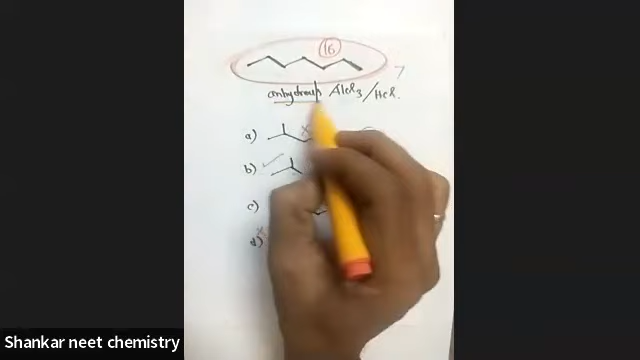 16
anhydrous AlCl3/HCl.
a)
b)
c)
d)
Shankar neet chemistry